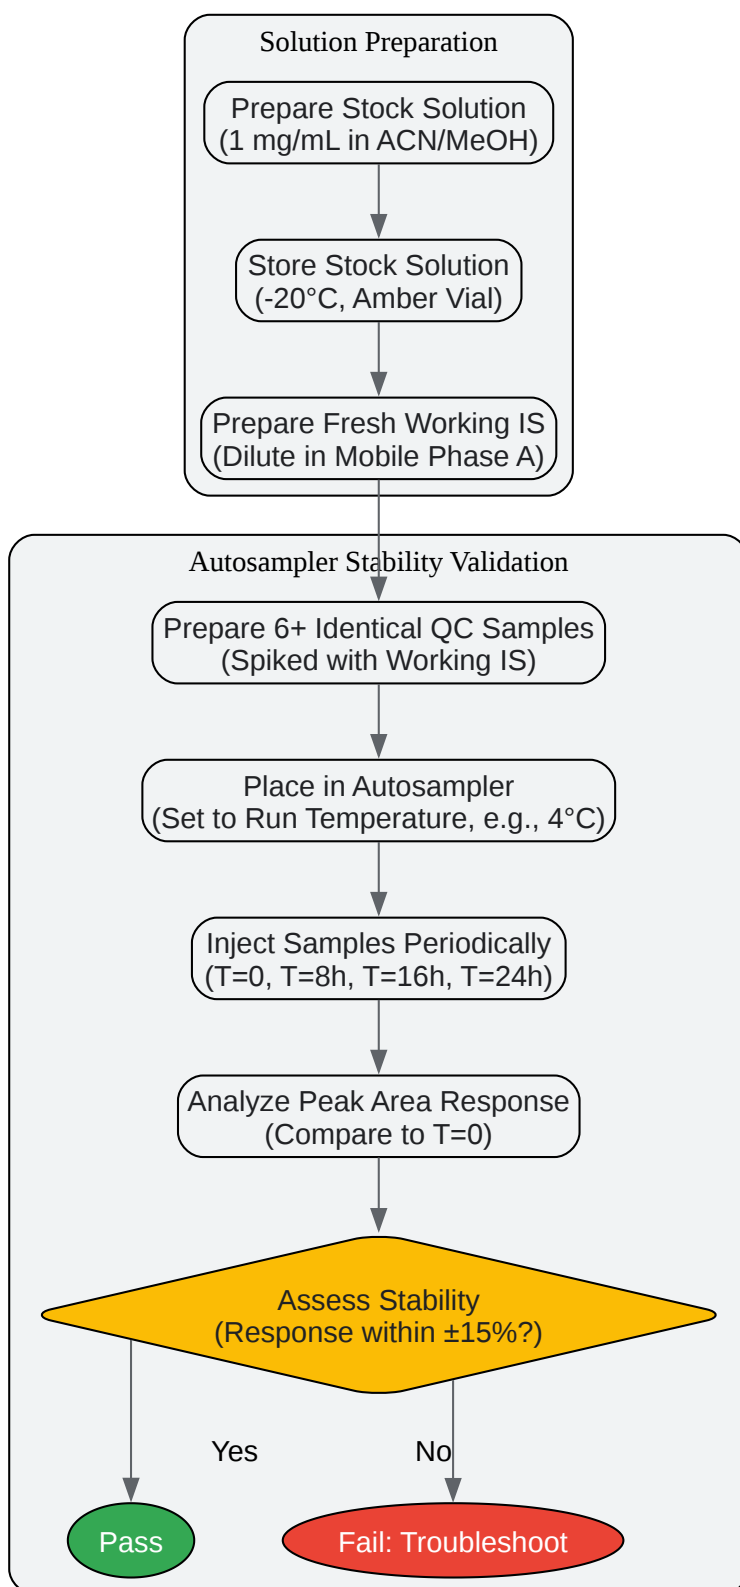 Solution Preparation
Prepare Stock Solution
(1 mg/mL in ACN/MeOH)
Store Stock Solution
(-20°C, Amber Vial)
Prepare Fresh Working IS
(Dilute in Mobile Phase A)
Autosampler Stability Validation
Prepare 6+ Identical QC Samples
(Spiked with Working IS)
Place in Autosampler
(Set to Run Temperature, e.g., 4°C)
Inject Samples Periodically
(T=0, T=8h, T=16h, T=24h)
Analyze Peak Area Response
(Compare to T=0)
Assess Stability
(Response within ±15%?)
Yes
No
Pass
Fail: Troubleshoot